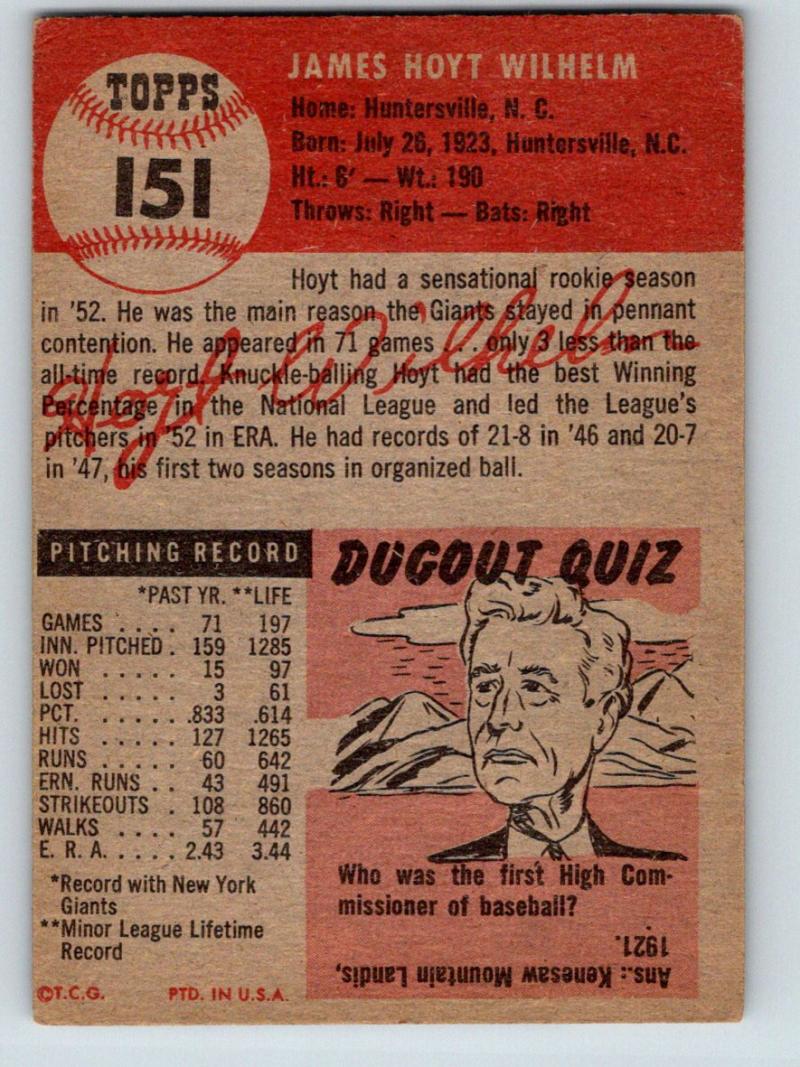 TOPPS
151
JAMES HOYT WILHELM
Home: Huntersville, N. C.
Born: July 26, 1923, Huntersville, N.C.
Ht.: 6' — Wt.: 190
Throws: Right — Bats: Right
Hoyt had a sensational rookie season
in '52. He was the main reason the Giants stayed in pennant
contention. He appeared in 71 games . . . only 3 less than the
all-time record. Knuckle-balling Hoyt had the best Winning
Percentage in the National League and led the League's
pitchers in '52 in ERA. He had records of 21-8 in '46 and 20-7
in '47, his first two seasons in organized ball.
Hoyt Wilhelm
PITCHING RECORD
*PAST YR. **LIFE
GAMES . . . . 71 197
INN. PITCHED . 159 1285
WON . . . . . 15 97
LOST . . . . . 3 61
PCT. . . . . . .833 .614
HITS . . . . . 127 1265
RUNS . . . . . 60 642
ERN. RUNS . . 43 491
STRIKEOUTS . 108 860
WALKS . . . . 57 442
E. R. A. . . . . 2.43 3.44
*Record with New York
Giants
**Minor League Lifetime
Record
©T.C.G. PTD. IN U.S.A.
DUGOUT QUIZ
Who was the first High Com-
missioner of baseball?
Ans.: Kenesaw Mountain Landis,
1921.